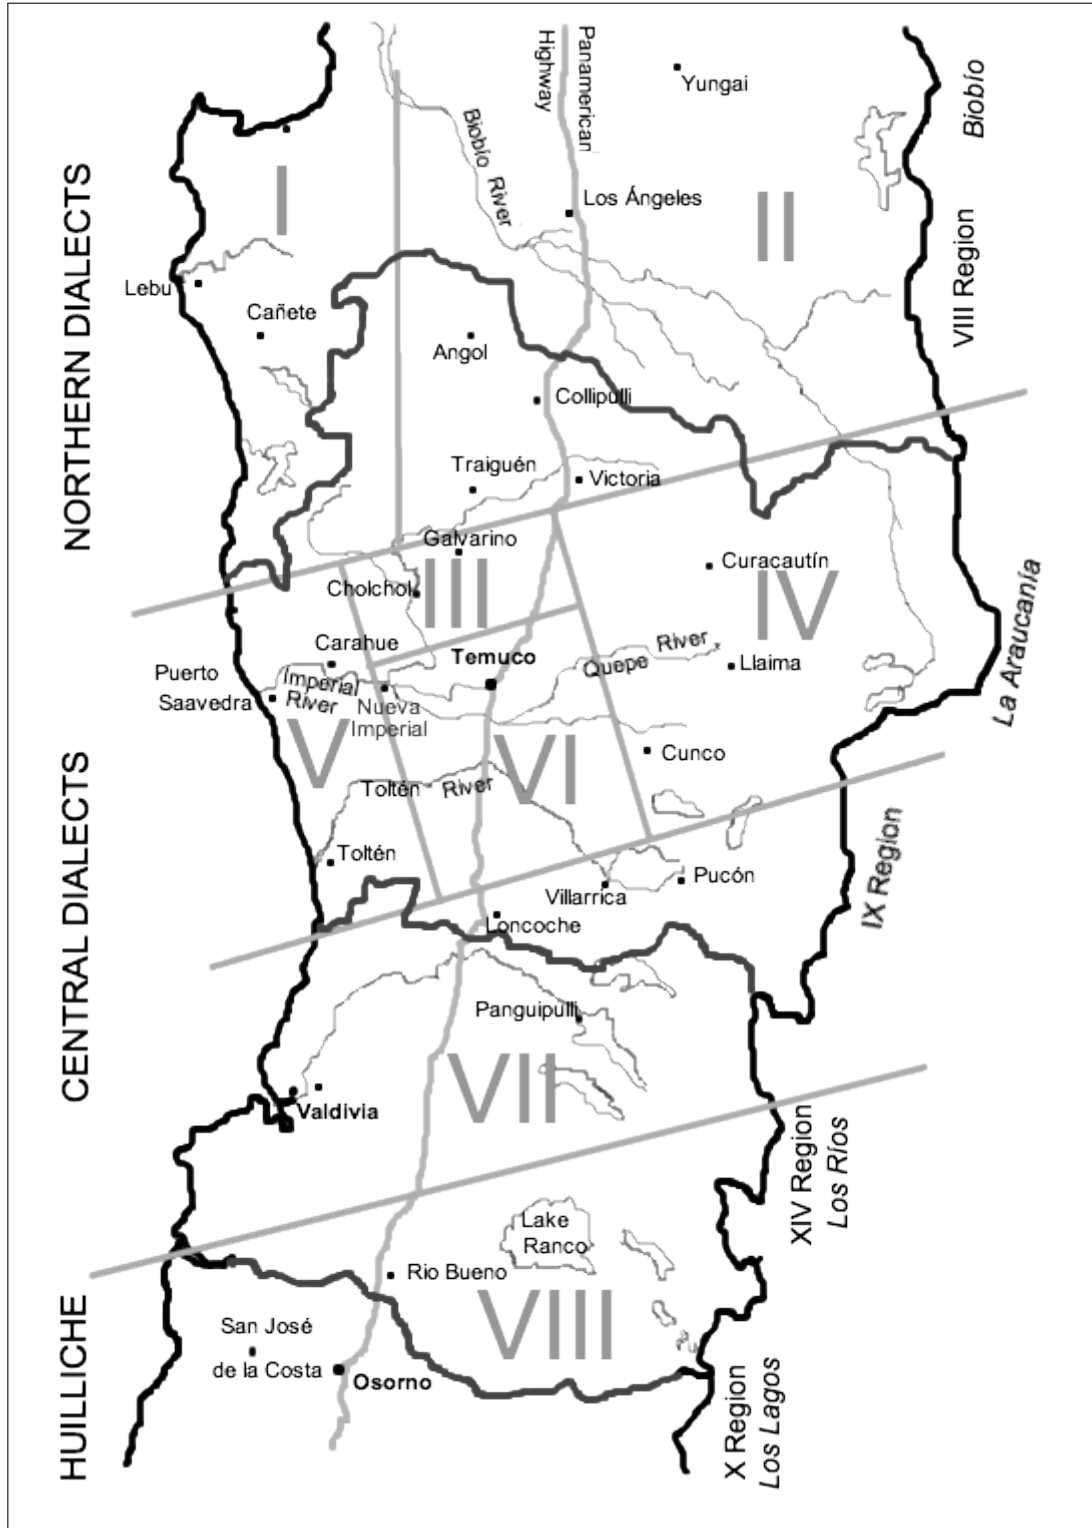 NORTHERN DIALECTS
CENTRAL DIALECTS
HUILLICHE
Panamerican
Highway
Yungai
Biobío
River
I
Los Ángeles
II
Biobío
VIII Region
Lebu
Cañete
Angol
Collipulli
Traiguén
Victoria
Galvarino
III
Cholchol
Curacautín
IV
La Araucanía
Carahue
Temuco
Quepe River
Llaima
Puerto
Saavedra
Imperial
River
Nueva
Imperial
V
VI
Cunco
Toltén River
Toltén
Villarrica
Pucón
IX Region
Loncoche
Panguipulli
VII
Valdivia
XIV Region
Los Ríos
Lake
Ranco
Rio Bueno
VIII
San José
de la Costa
Osorno
X Region
Los Lagos